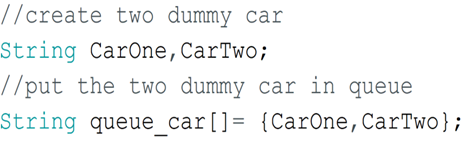 //create two dummy car
String CarOne,CarTwo;
//put the two dummy car in queue
String queue_car[]= {CarOne,CarTwo};